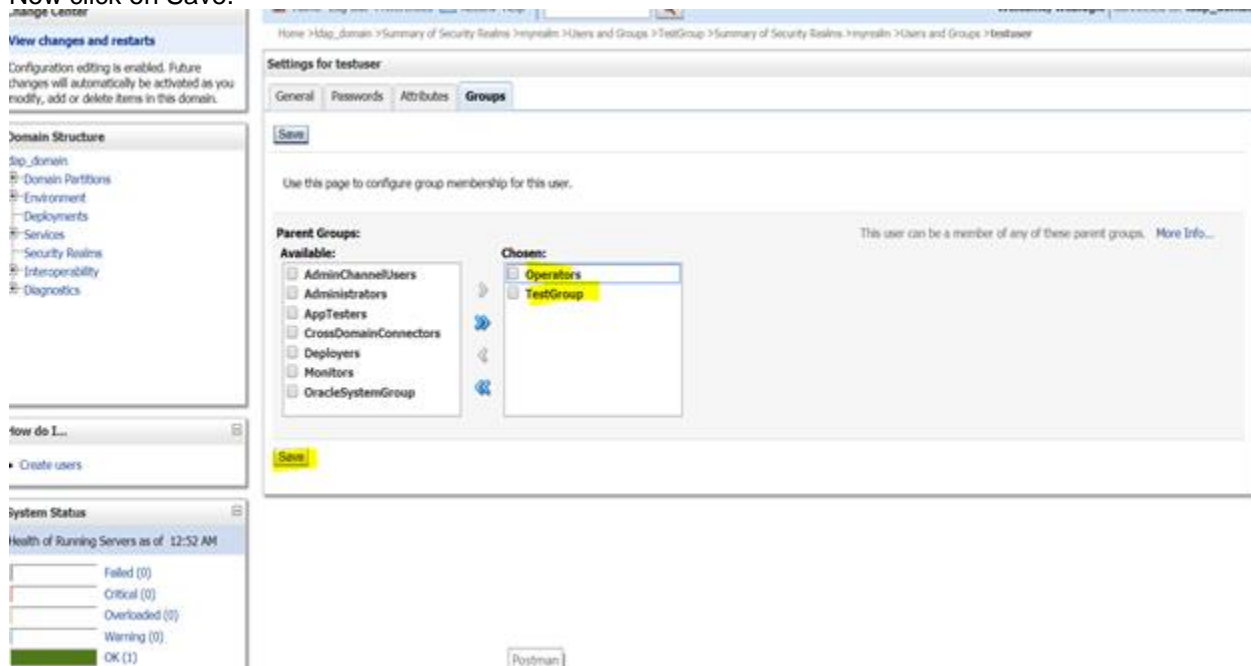 Now click on Save.
Change Center
View changes and restarts
Configuration editing is enabled. Future
changes will automatically be activated as you
modify, add or delete items in this domain.
Domain Structure
ldap_domain
Domain Partitions
Environment
Deployments
Services
Security Realms
Interoperability
Diagnostics
How do I...
Create users
System Status
Health of Running Servers as of 12:52 AM
Failed (0)
Critical (0)
Overloaded (0)
Warning (0)
OK (1)
Home >ldap_domain >Summary of Security Realms >myrealm >Users and Groups >TestGroup >Summary of Security Realms >myrealm >Users and Groups >testuser
Settings for testuser
General Passwords Attributes Groups
Save
Use this page to configure group membership for this user.
Parent Groups:
Available:
AdminChannelUsers
Administrators
AppTesters
CrossDomainConnectors
Deployers
Monitors
OracleSystemGroup
Chosen:
Operators
TestGroup
This user can be a member of any of these parent groups. More Info...
Save
Postman